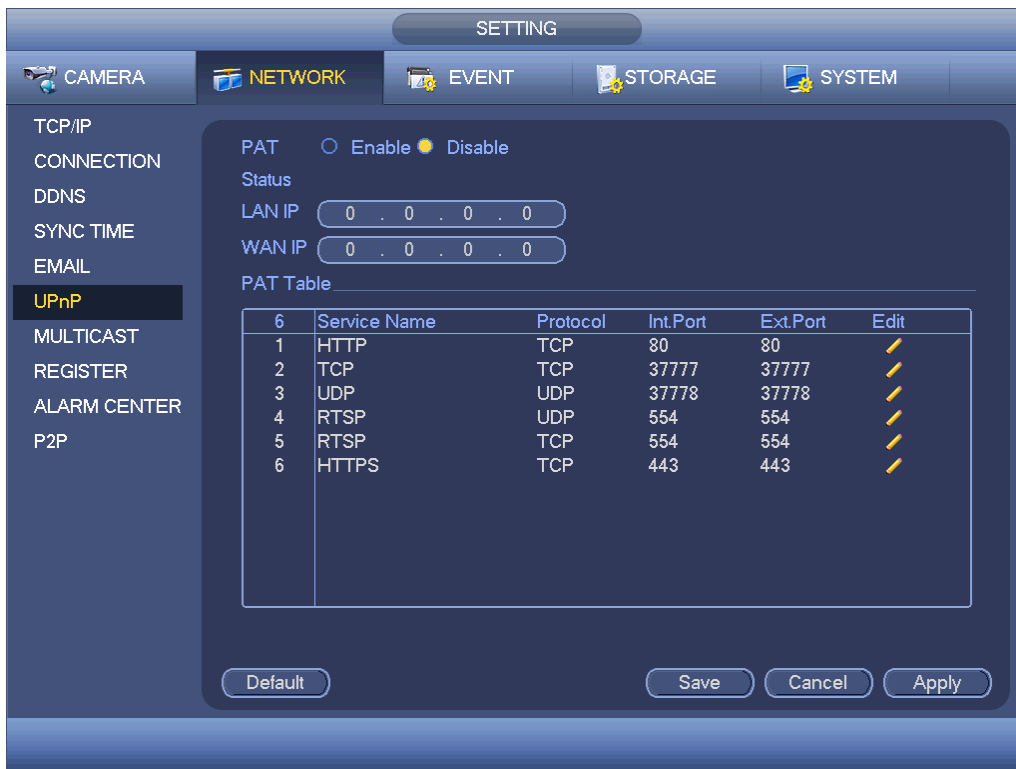 SETTING
CAMERA NETWORK EVENT STORAGE SYSTEM
TCP/IP
CONNECTION
DDNS
SYNC TIME
EMAIL
UPnP
MULTICAST
REGISTER
ALARM CENTER
P2P
PAT Enable Disable
Status
LAN IP 0 . 0 . 0 . 0
WAN IP 0 . 0 . 0 . 0
PAT Table
6 Service Name Protocol Int.Port Ext.Port Edit
1 HTTP TCP 80 80
2 TCP TCP 37777 37777
3 UDP UDP 37778 37778
4 RTSP UDP 554 554
5 RTSP TCP 554 554
6 HTTPS TCP 443 443
Default Save Cancel Apply